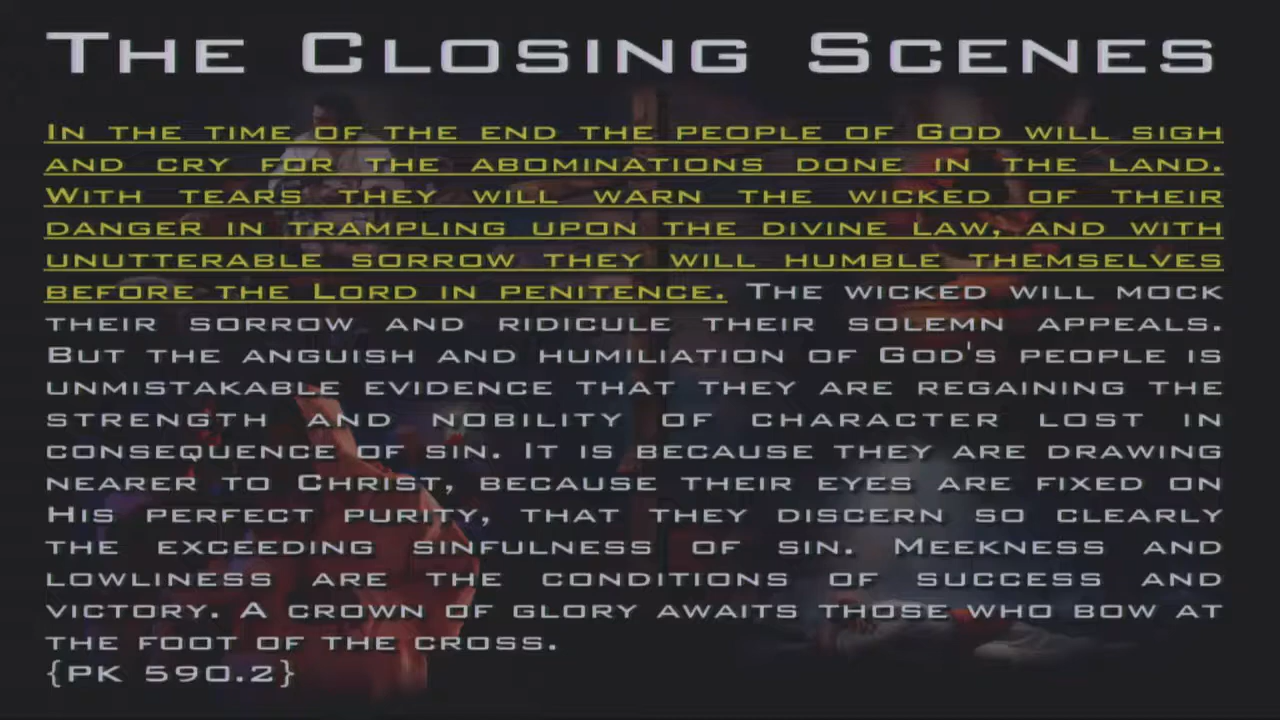 The Closing Scenes
In the time of the end the people of God will sigh
and cry for the abominations done in the land.
With tears they will warn the wicked of their
danger in trampling upon the divine law, and with
unutterable sorrow they will humble themselves
before the Lord in penitence. The wicked will mock
their sorrow and ridicule their solemn appeals.
But the anguish and humiliation of God's people is
unmistakable evidence that they are regaining the
strength and nobility of character lost in
consequence of sin. It is because they are drawing
nearer to Christ, because their eyes are fixed on
His perfect purity, that they discern so clearly
the exceeding sinfulness of sin. Meekness and
lowliness are the conditions of success and
victory. A crown of glory awaits those who bow at
the foot of the cross.
{PK 590.2}